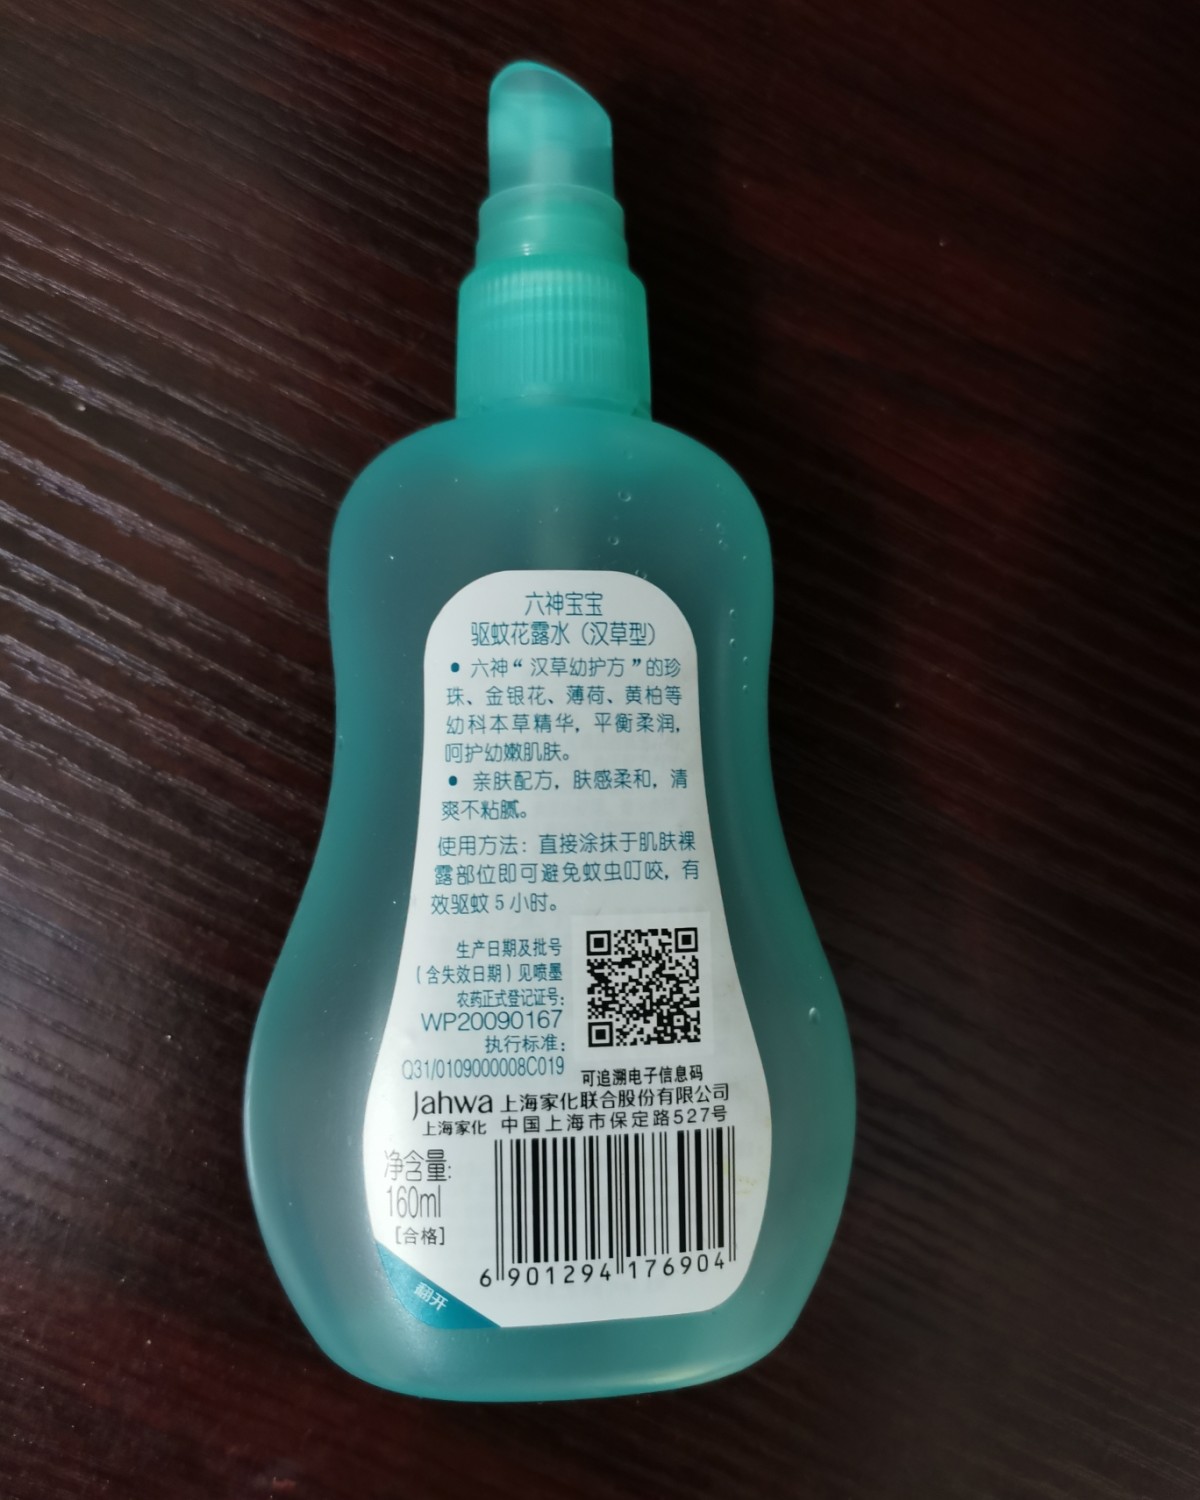 六神宝宝
驱蚊花露水（汉草型）
• 六神“汉草幼护方”的珍
珠、金银花、薄荷、黄柏等
幼科本草精华，平衡柔润，
呵护幼嫩肌肤。
• 亲肤配方，肤感柔和，清
爽不粘腻。
使用方法：直接涂抹于肌肤裸
露部位即可避免蚊虫叮咬，有
效驱蚊5小时。
生产日期及批号
（含失效日期）见喷墨
农药正式登记证号：
WP20090167
执行标准：
Q31/0109000008C019
可追溯电子信息码
Jahwa 上海家化联合股份有限公司
上海家化 中国上海市保定路527号
净含量:
160ml
[合格]
6 901294 176904
翻开